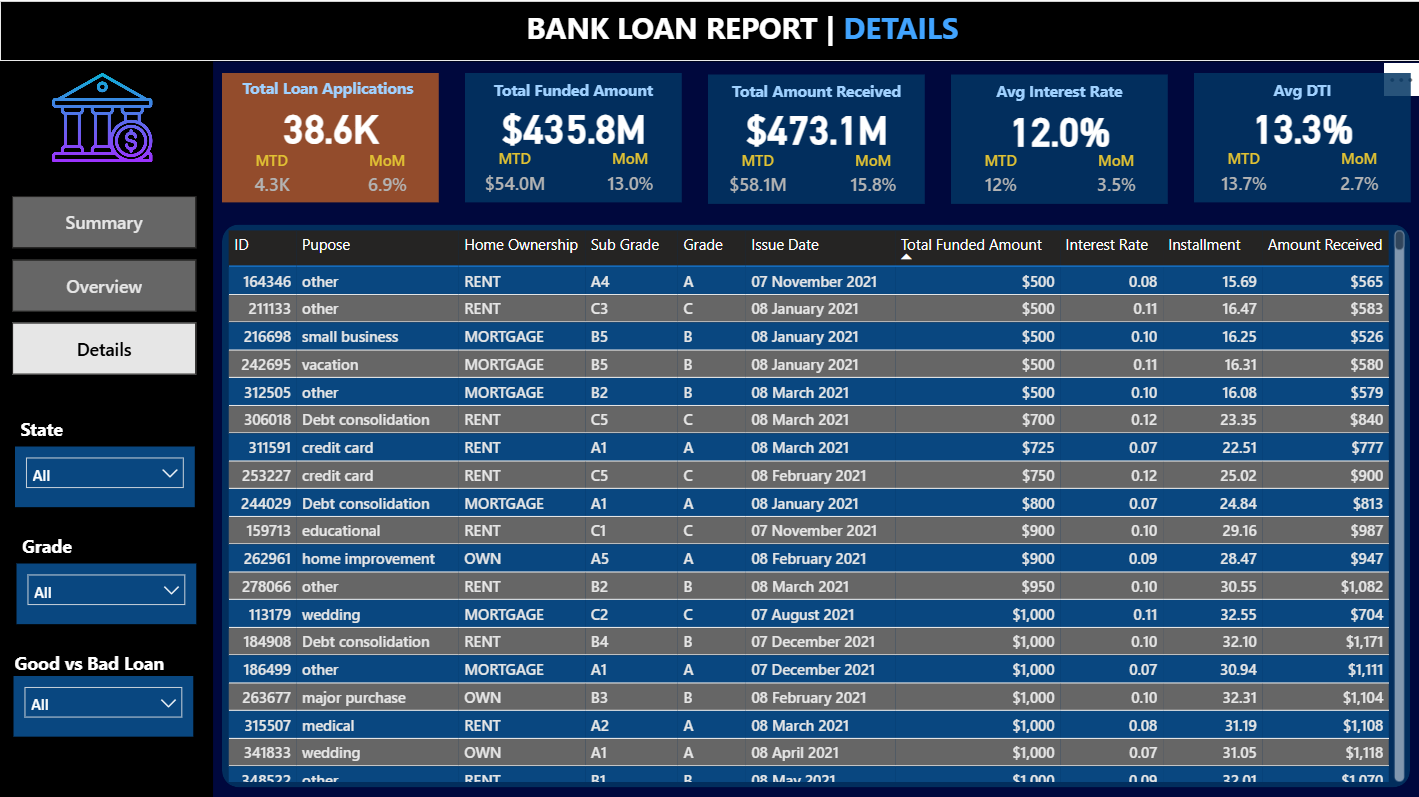 BANK LOAN REPORT | DETAILS
Total Loan Applications
38.6K
MTD MoM
4.3K 6.9%
Total Funded Amount
$435.8M
MTD MoM
$54.0M 13.0%
Total Amount Received
$473.1M
MTD MoM
$58.1M 15.8%
Avg Interest Rate
12.0%
MTD MoM
12% 3.5%
Avg DTI
13.3%
MTD MoM
13.7% 2.7%
Summary
Overview
Details
State
All
Grade
All
Good vs Bad Loan
All
ID Pupose Home Ownership Sub Grade Grade Issue Date Total Funded Amount Interest Rate Installment Amount Received
164346 other RENT A4 A 07 November 2021 $500 0.08 15.69 $565
211133 other RENT C3 C 08 January 2021 $500 0.11 16.47 $583
216698 small business MORTGAGE B5 B 08 January 2021 $500 0.10 16.25 $526
242695 vacation MORTGAGE B5 B 08 January 2021 $500 0.11 16.31 $580
312505 other MORTGAGE B2 B 08 March 2021 $500 0.10 16.08 $579
306018 Debt consolidation RENT C5 C 08 March 2021 $700 0.12 23.35 $840
311591 credit card RENT A1 A 08 March 2021 $725 0.07 22.51 $777
253227 credit card RENT C5 C 08 February 2021 $750 0.12 25.02 $900
244029 Debt consolidation MORTGAGE A1 A 08 January 2021 $800 0.07 24.84 $813
159713 educational RENT C1 C 07 November 2021 $900 0.10 29.16 $987
262961 home improvement OWN A5 A 08 February 2021 $900 0.09 28.47 $947
278066 other RENT B2 B 08 March 2021 $950 0.10 30.55 $1,082
113179 wedding MORTGAGE C2 C 07 August 2021 $1,000 0.11 32.55 $704
184908 Debt consolidation RENT B4 B 07 December 2021 $1,000 0.10 32.10 $1,171
186499 other MORTGAGE A1 A 07 December 2021 $1,000 0.07 30.94 $1,111
263677 major purchase OWN B3 B 08 February 2021 $1,000 0.10 32.31 $1,104
315507 medical RENT A2 A 08 March 2021 $1,000 0.08 31.19 $1,108
341833 wedding OWN A1 A 08 April 2021 $1,000 0.07 31.05 $1,118
348522 other RENT B1 B 08 May 2021 $1,000 0.09 32.01 $1,070